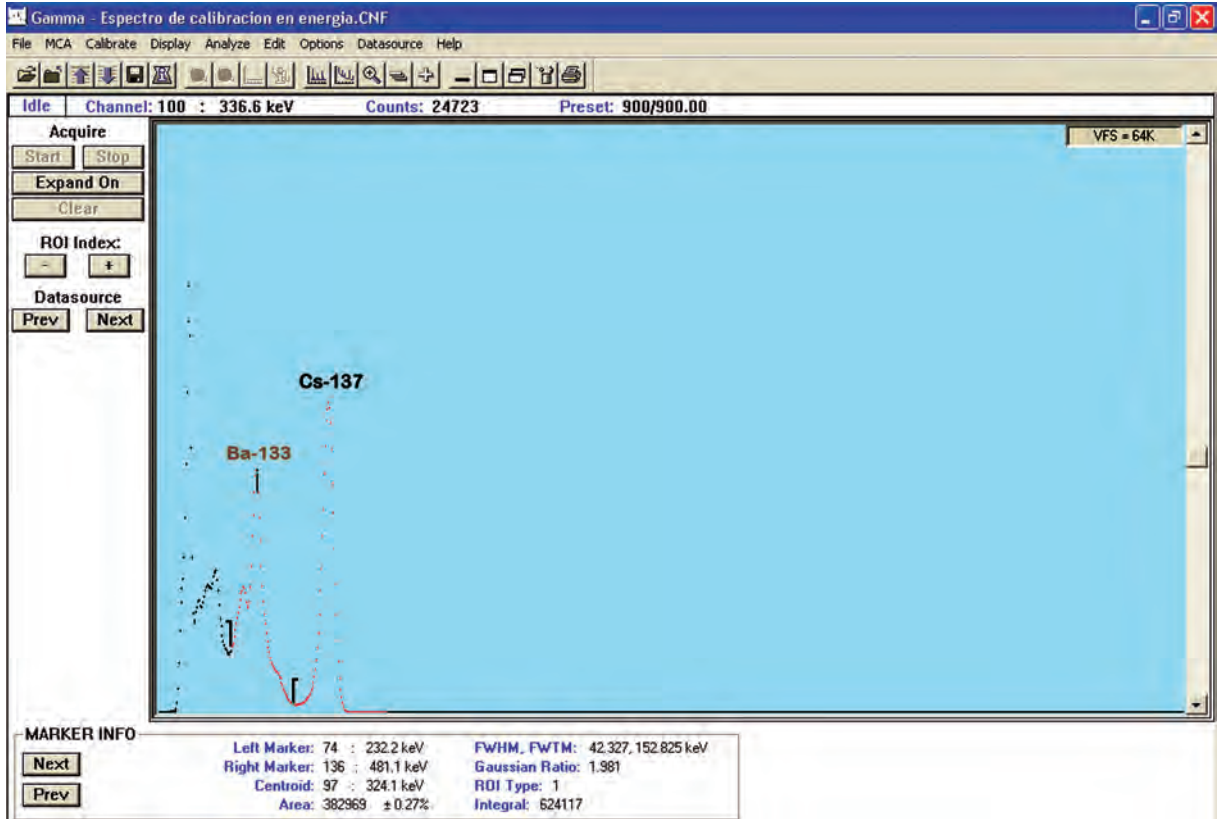 Gamma - Espectro de calibracion en energia.CNF
File MCA Calibrate Display Analyze Edit Options Datasource Help
Idle Channel: 100 : 336.6 keV Counts: 24723 Preset: 900/900.00
Acquire
Start Stop
Expand On
Clear
ROI Index:
- +
Datasource
Prev Next
VFS = 64K
Cs-137
Ba-133
MARKER INFO
Next
Prev
Left Marker: 74 : 232.2 keV
Right Marker: 136 : 481.1 keV
Centroid: 97 : 324.1 keV
Area: 382969 ± 0.27%
FWHM, FWTM: 42.327, 152.825 keV
Gaussian Ratio: 1.981
ROI Type: 1
Integral: 624117